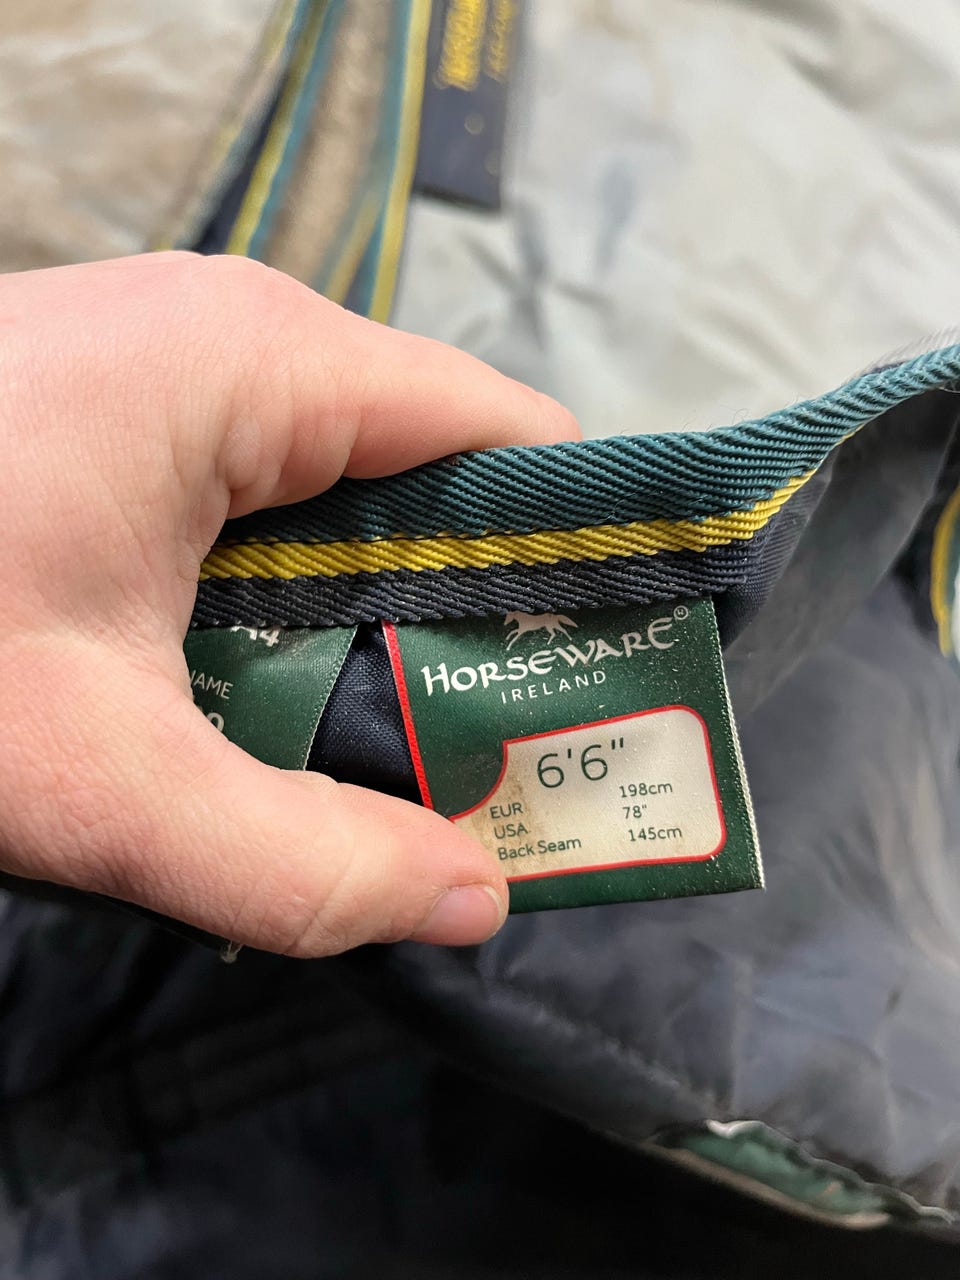 NAME
HORSEWARE®
IRELAND
6'6"
EUR 198cm
USA 78"
Back Seam 145cm